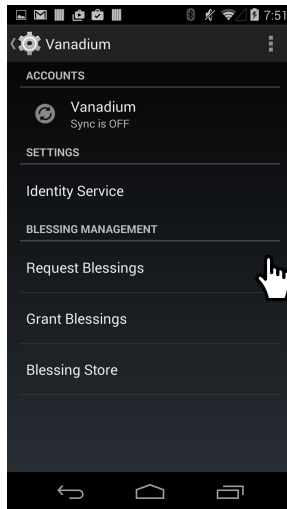 7:51
Vanadium
ACCOUNTS
Vanadium
Sync is OFF
SETTINGS
Identity Service
BLESSING MANAGEMENT
Request Blessings
Grant Blessings
Blessing Store